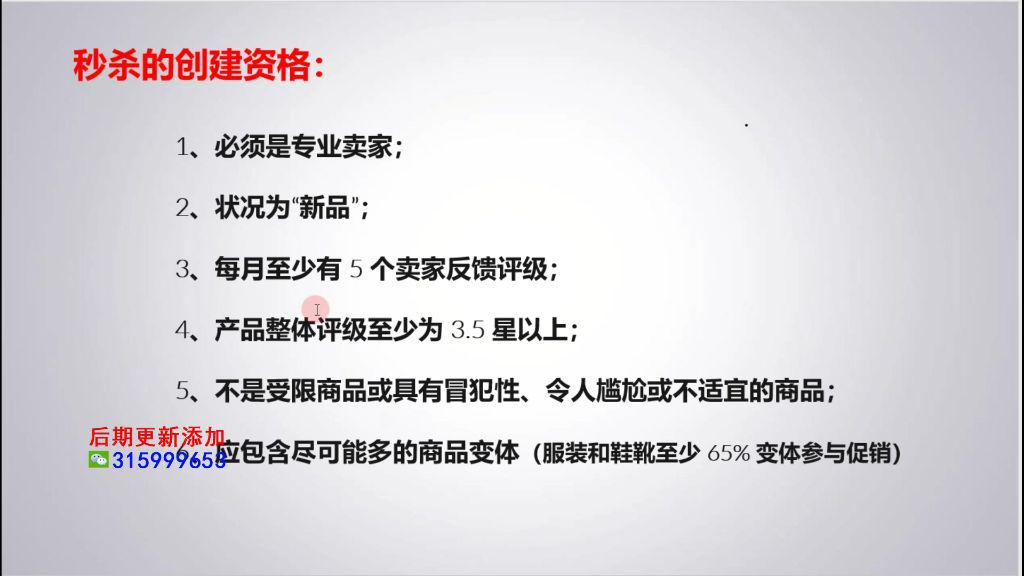 秒杀的创建资格：
1、必须是专业卖家；
2、状况为“新品”；
3、每月至少有 5 个卖家反馈评级；
4、产品整体评级至少为 3.5 星以上；
5、不是受限商品或具有冒犯性、令人尴尬或不适宜的商品；
后期更新添加
315999658
应包含尽可能多的商品变体（服装和鞋靴至少 65% 变体参与促销）